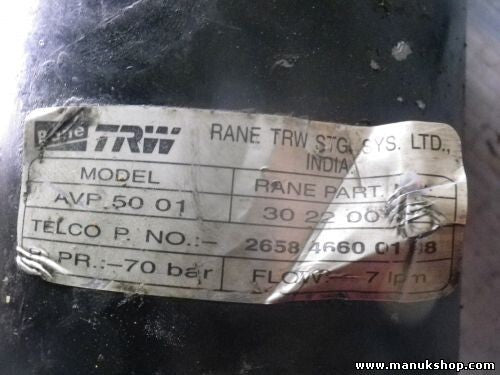 rane TRW RANE TRW STG. SYS. LTD.,
INDIA.
MODEL RANE PART.
AVP.50 01 30 22 00
TELCO P. NO.:- 2658 4660 01
PR.:-70 bar FLOW:- 7 lpm
www.manukshop.com